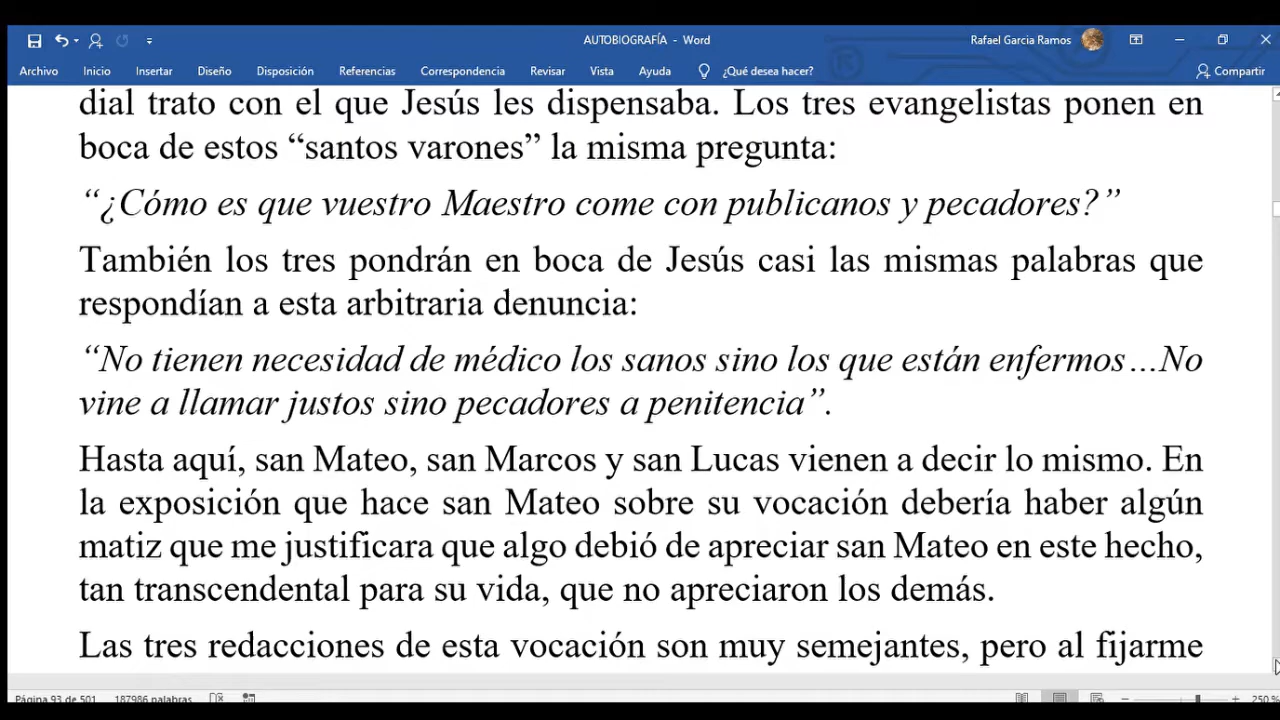 AUTOBIOGRAFÍA - Word
Rafael Garcia Ramos
Archivo Inicio Insertar Diseño Disposición Referencias Correspondencia Revisar Vista Ayuda ¿Qué desea hacer? Compartir
dial trato con el que Jesús les dispensaba. Los tres evangelistas ponen en
boca de estos “santos varones” la misma pregunta:
“¿Cómo es que vuestro Maestro come con publicanos y pecadores?”
También los tres pondrán en boca de Jesús casi las mismas palabras que
respondían a esta arbitraria denuncia:
“No tienen necesidad de médico los sanos sino los que están enfermos…No
vine a llamar justos sino pecadores a penitencia”.
Hasta aquí, san Mateo, san Marcos y san Lucas vienen a decir lo mismo. En
la exposición que hace san Mateo sobre su vocación debería haber algún
matiz que me justificara que algo debió de apreciar san Mateo en este hecho,
tan transcendental para su vida, que no apreciaron los demás.
Las tres redacciones de esta vocación son muy semejantes, pero al fijarme
Página 93 de 501 187986 palabras 250 %